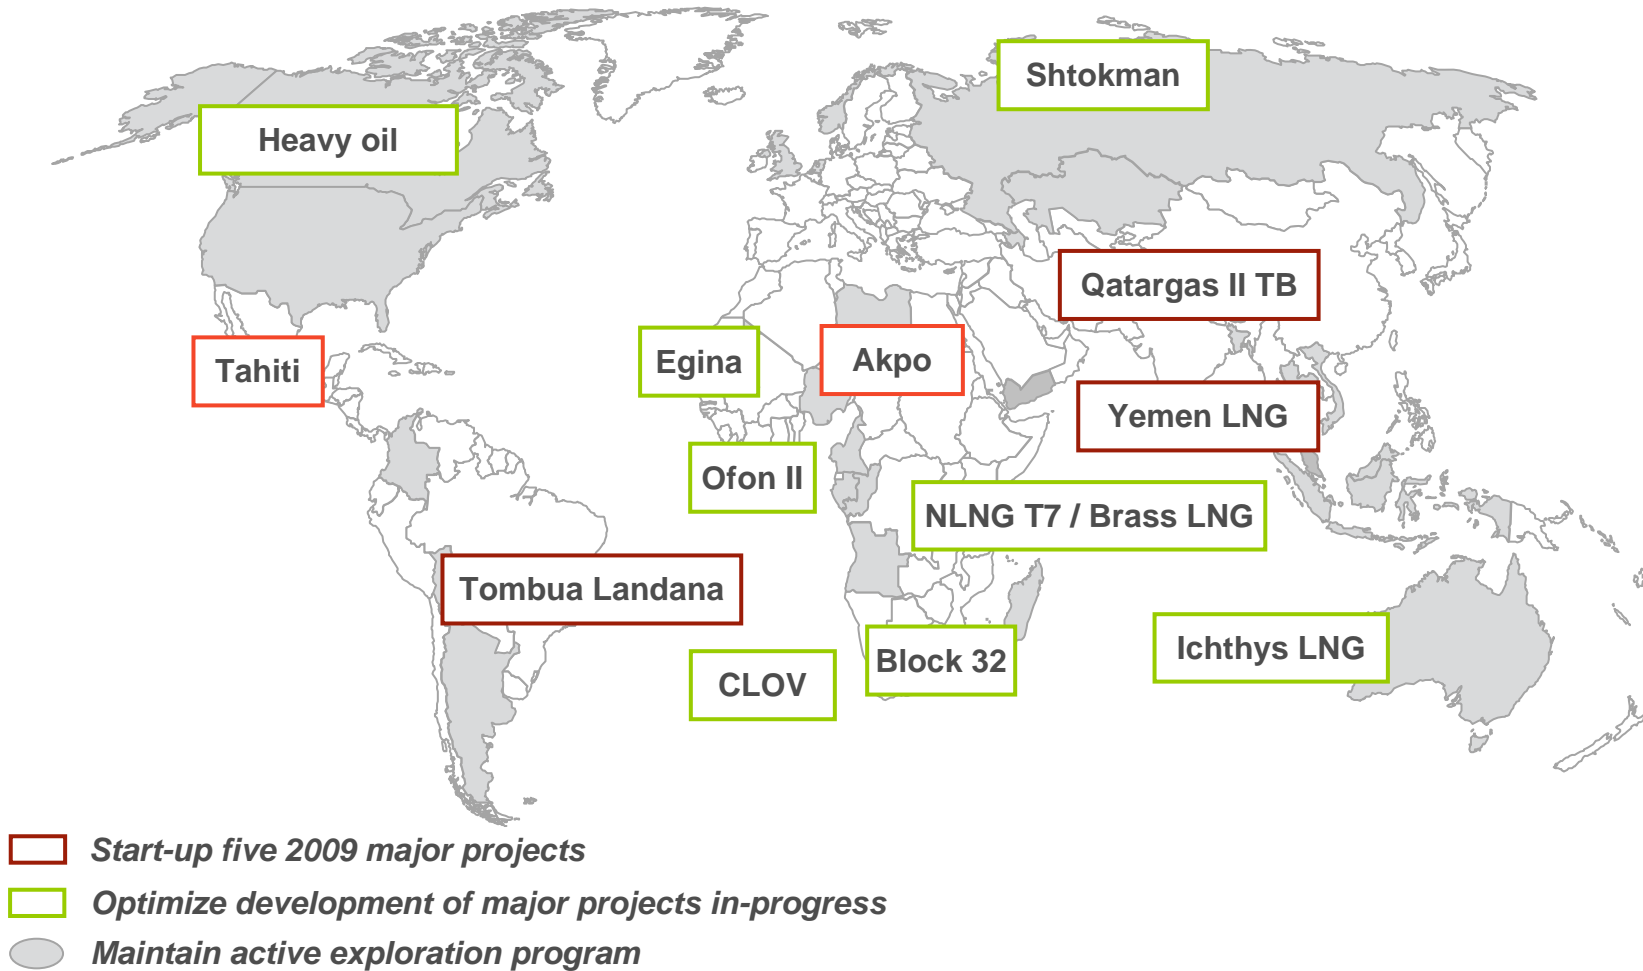 Shtokman
Heavy oil
Qatargas II TB
Tahiti
Egina
Akpo
Yemen LNG
Ofon II
NLNG T7 / Brass LNG
Tombua Landana
Ichthys LNG
Block 32
CLOV
Start-up five 2009 major projects
Optimize development of major projects in-progress
Maintain active exploration program